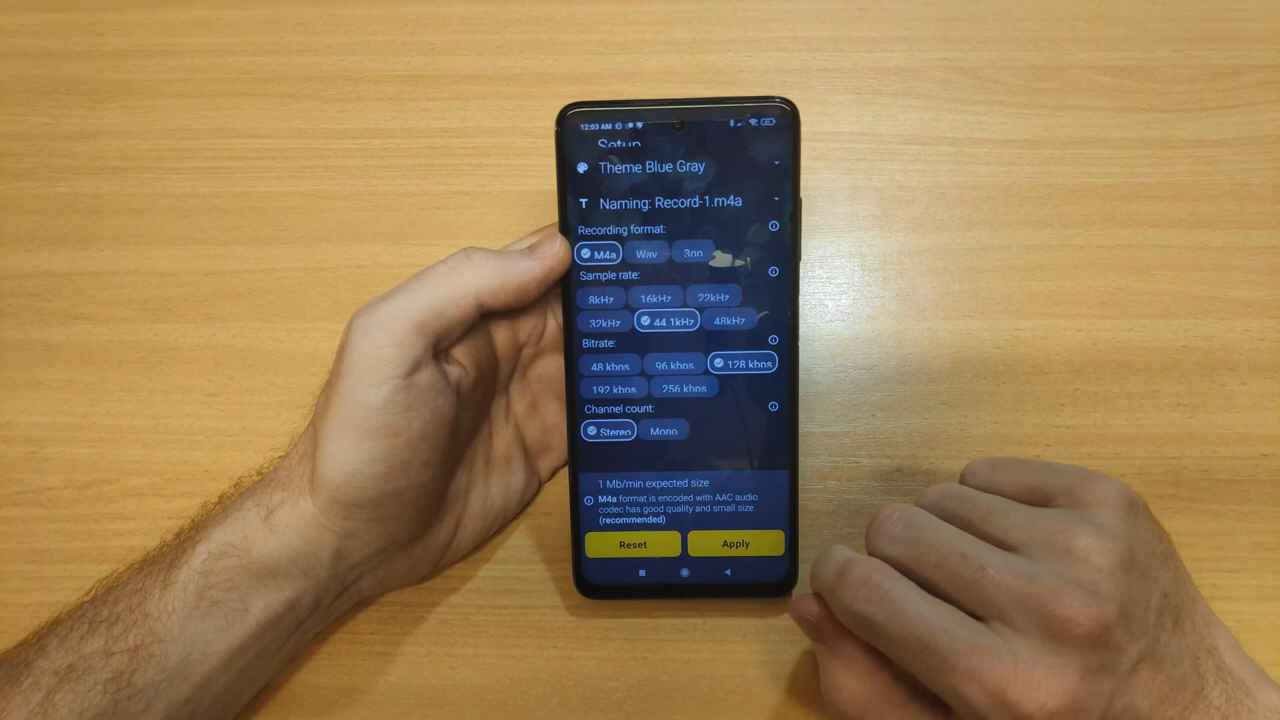 12:03 AM
Setup
Theme Blue Gray
Naming: Record-1.m4a
Recording format:
M4a Wav 3gp
Sample rate:
8kHz 16kHz 22kHz
32kHz 44.1kHz 48kHz
Bitrate:
48 kbps 96 kbps 128 kbps
192 kbps 256 kbps
Channel count:
Stereo Mono
1 Mb/min expected size
M4a format is encoded with AAC audio
codec has good quality and small size.
(recommended)
Reset Apply